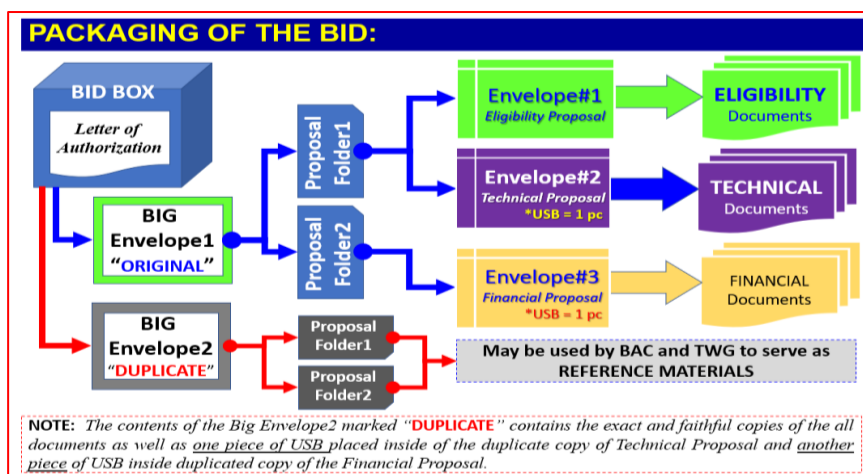 PACKAGING OF THE BID:
BID BOX
Letter of
Authorization
BIG
Envelope1
“ORIGINAL”
BIG
Envelope2
“DUPLICATE”
Proposal
Folder1
Proposal
Folder2
Proposal
Folder1
Proposal
Folder2
Envelope#1
Eligibility Proposal
ELIGIBILITY
Documents
Envelope#2
Technical Proposal
*USB = 1 pc
TECHNICAL
Documents
Envelope#3
Financial Proposal
*USB = 1 pc
FINANCIAL
Documents
May be used by BAC and TWG to serve as
REFERENCE MATERIALS
NOTE: The contents of the Big Envelope2 marked “DUPLICATE” contains the exact and faithful copies of the all
documents as well as one piece of USB placed inside of the duplicate copy of Technical Proposal and another
piece of USB inside duplicated copy of the Financial Proposal.